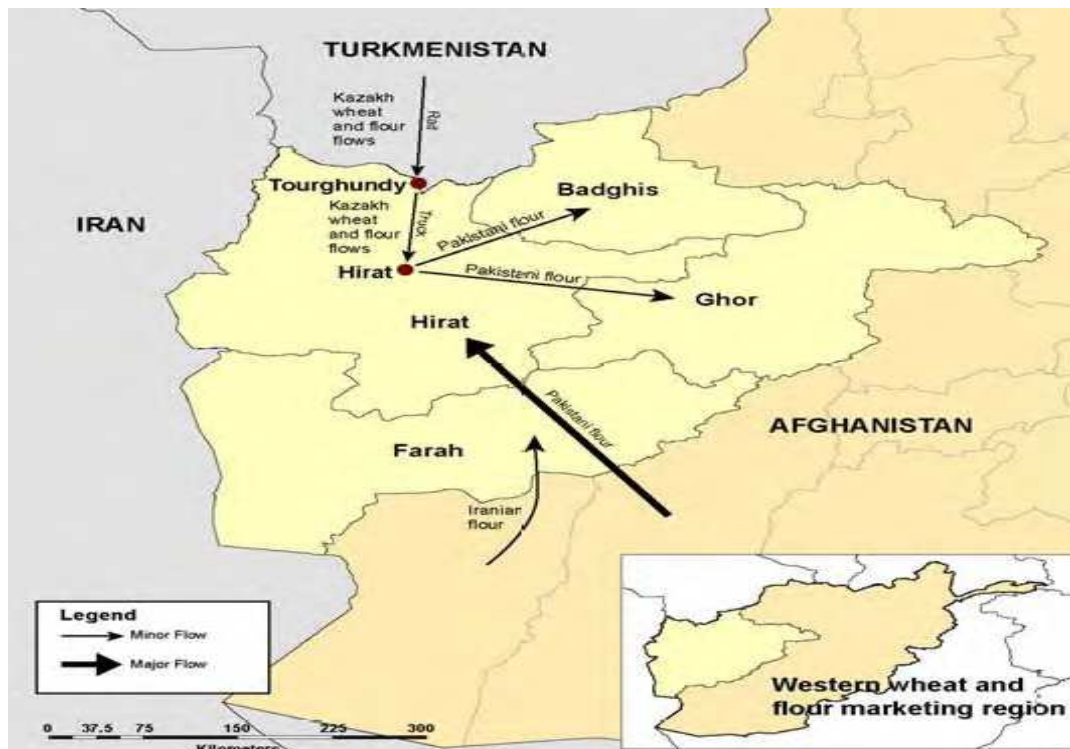 TURKMENISTAN
Kazakh
wheat
and flour
flows
Rail
Tourghundy
Badghis
IRAN
Kazakh
wheat
and flour
flows
Truck
Pakistani flour
Hirat
Pakistani flour
Ghor
Hirat
Pakistani flour
AFGHANISTAN
Farah
Iranian
flour
Legend
Minor Flow
Major Flow
Western wheat and
flour marketing region
0 37.5 75 150 225 300
Kilometers